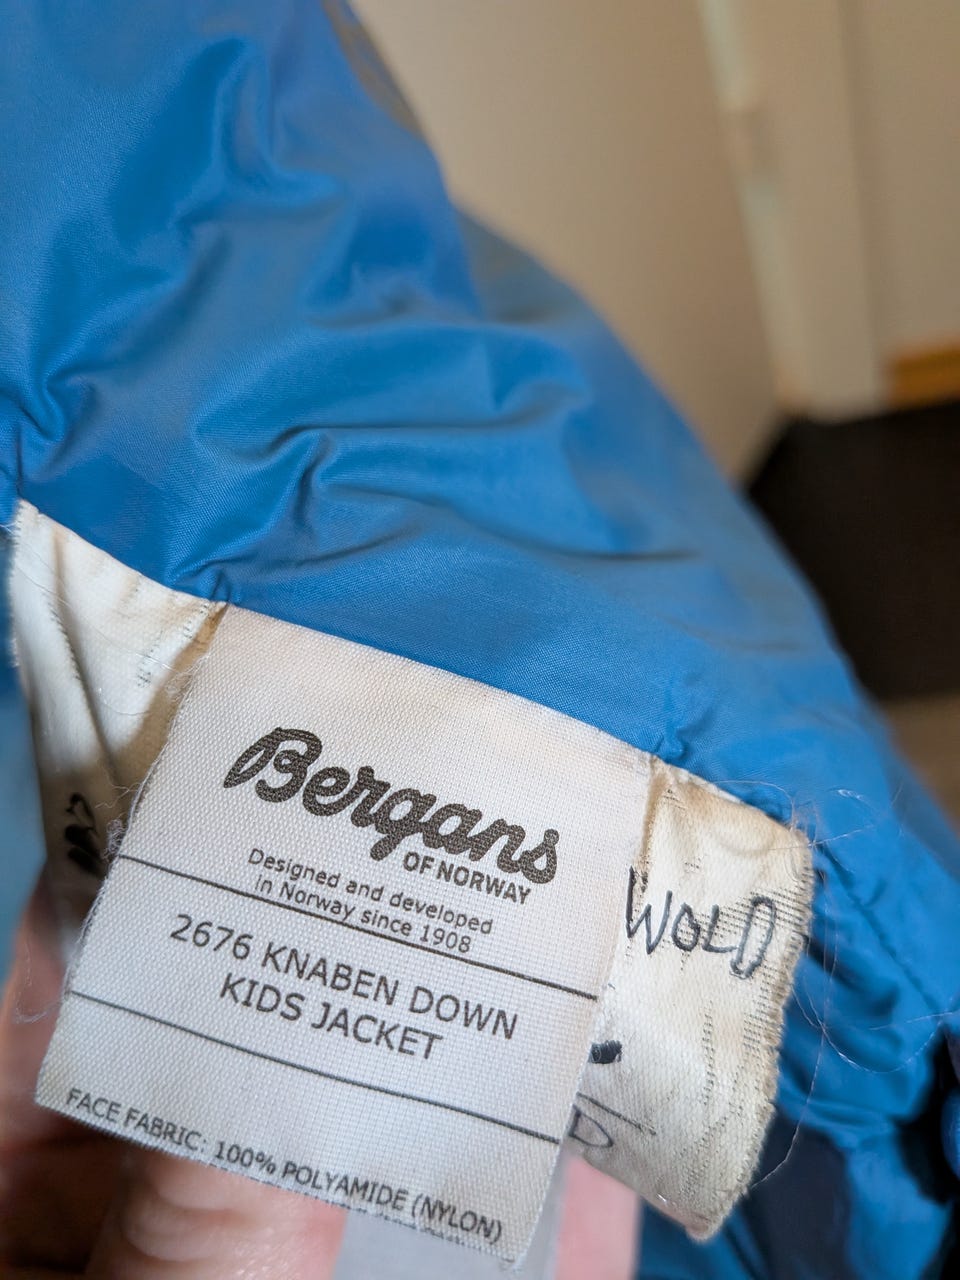 Bergans
OF NORWAY
Designed and developed
in Norway since 1908
2676 KNABEN DOWN
KIDS JACKET
FACE FABRIC: 100% POLYAMIDE (NYLON)
WOLD
D